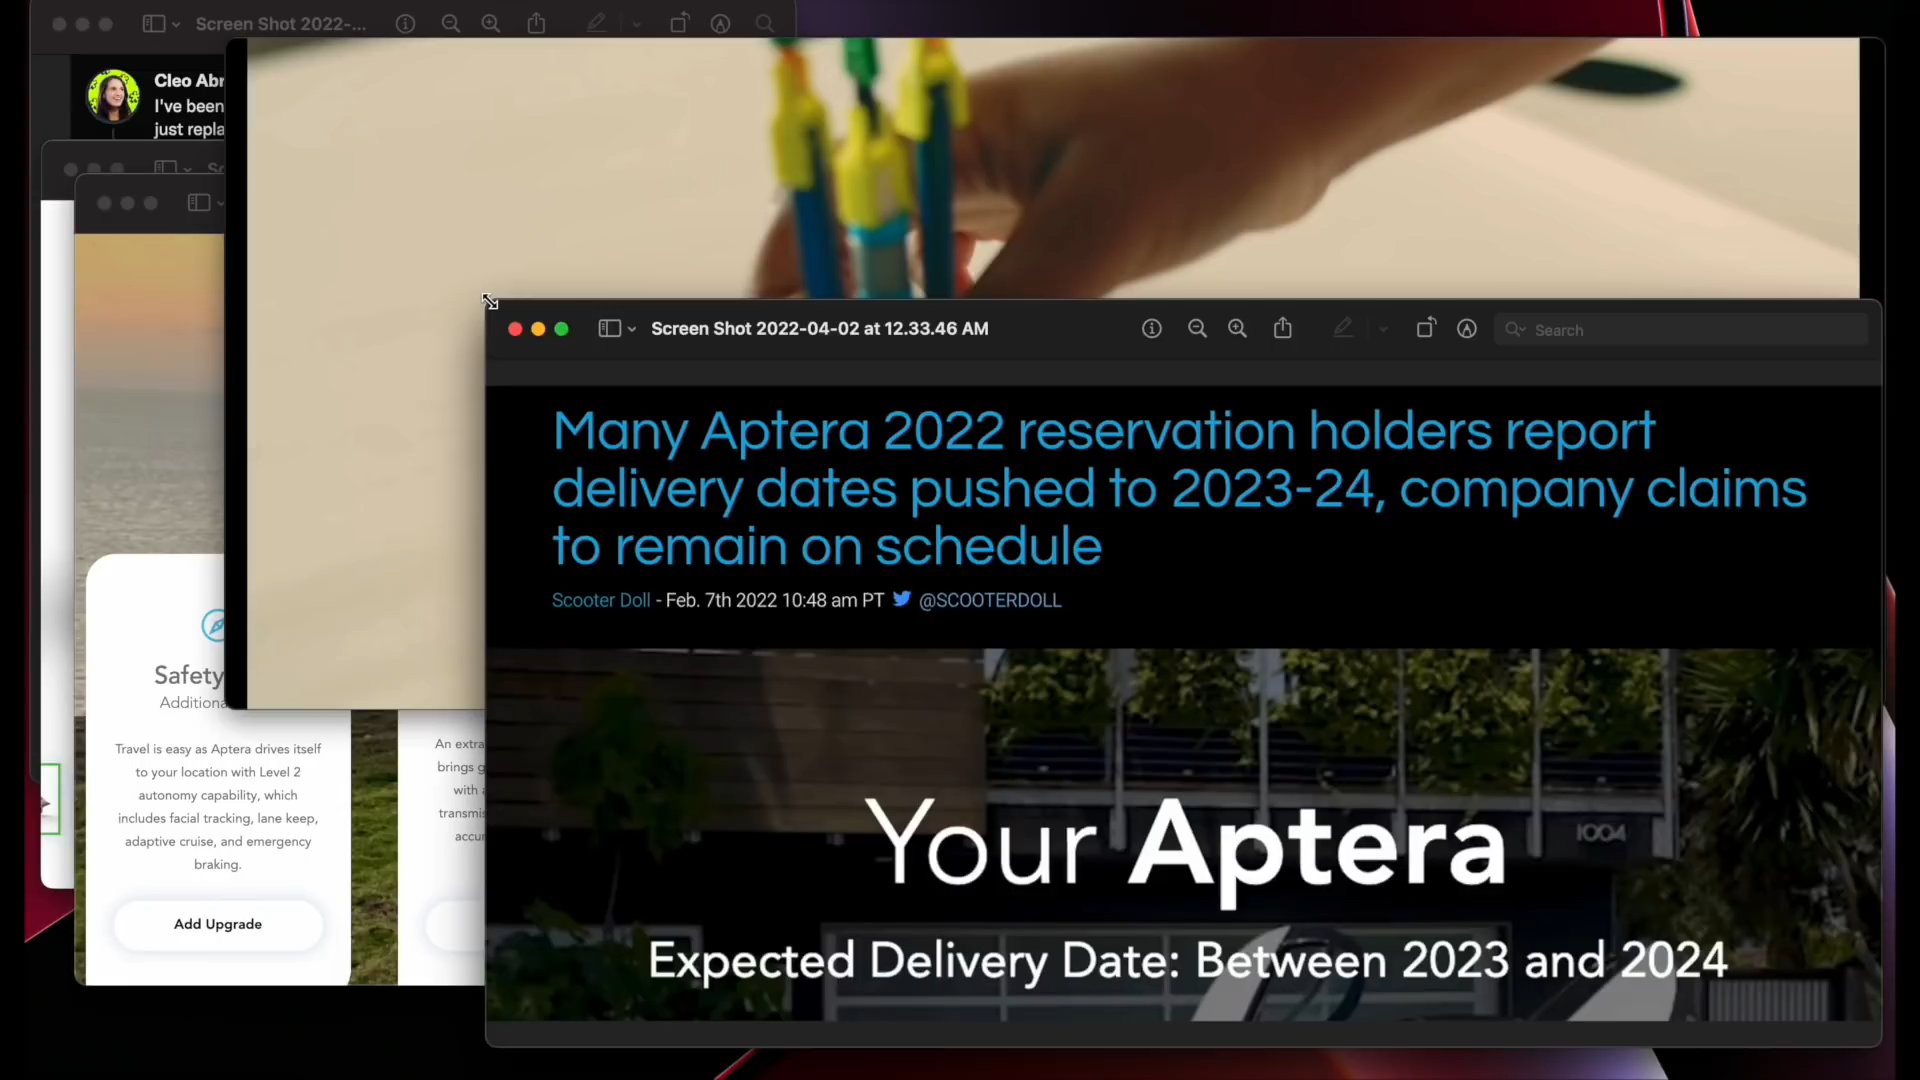 Screen Shot 2022-...
Cleo Abr
I've been
just repla
Sc
Screen Shot 2022-04-02 at 12.33.46 AM
Search
Many Aptera 2022 reservation holders report
delivery dates pushed to 2023-24, company claims
to remain on schedule
Scooter Doll - Feb. 7th 2022 10:48 am PT @SCOOTERDOLL
1004
Your Aptera
Expected Delivery Date: Between 2023 and 2024
Safety
Additiona
Travel is easy as Aptera drives itself
to your location with Level 2
autonomy capability, which
includes facial tracking, lane keep,
adaptive cruise, and emergency
braking.
Add Upgrade
An extra
brings g
with a
transmis
accur